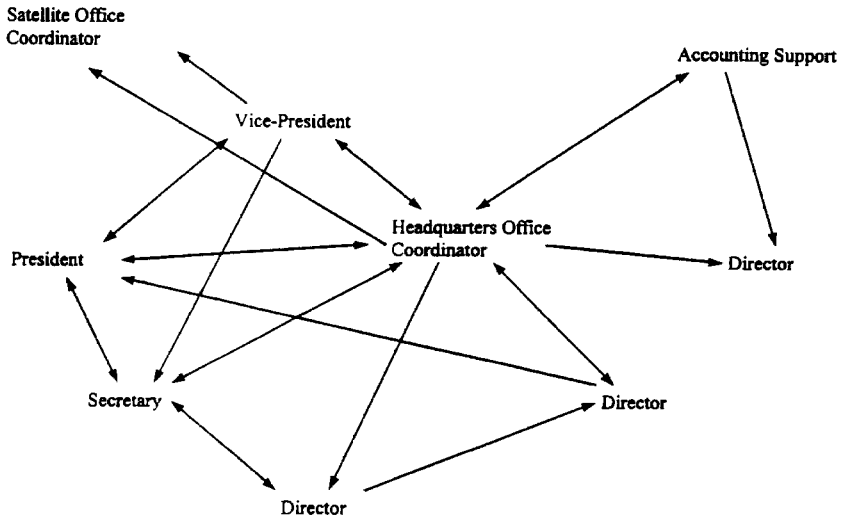 Satellite Office
Coordinator
Accounting Support
Vice-President
Headquarters Office
Coordinator
President
Director
Secretary
Director
Director